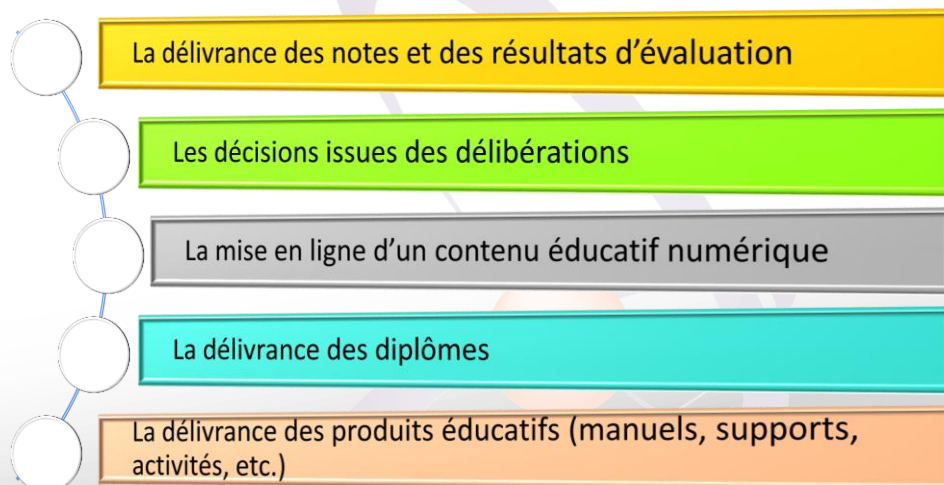 La délivrance des notes et des résultats d’évaluation
Les décisions issues des délibérations
La mise en ligne d’un contenu éducatif numérique
La délivrance des diplômes
La délivrance des produits éducatifs (manuels, supports,
activités, etc.)